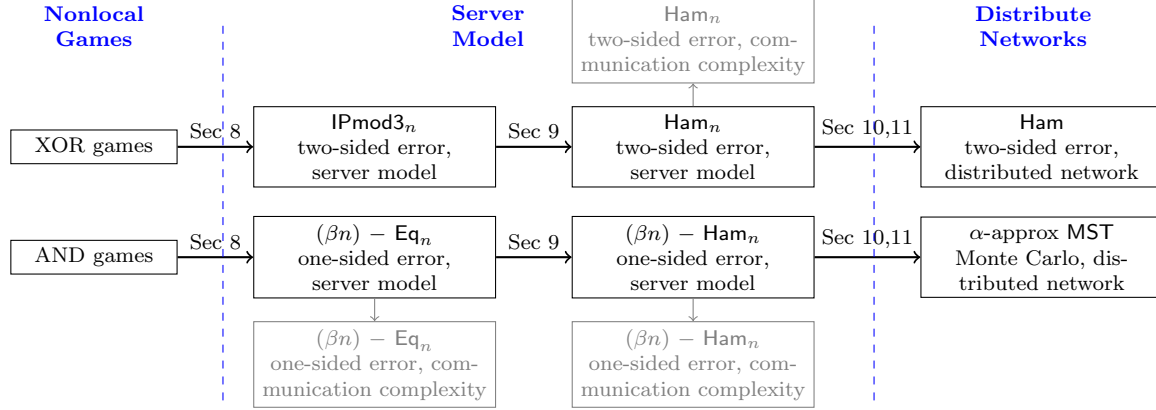 Nonlocal
Games
Server
Model
Distribute
Networks
Ham_n
two-sided error, com-
munication complexity
XOR games
Sec 8
IPmod3_n
two-sided error,
server model
Sec 9
Ham_n
two-sided error,
server model
Sec 10,11
Ham
two-sided error,
distributed network
AND games
Sec 8
(βn) − Eq_n
one-sided error,
server model
Sec 9
(βn) − Ham_n
one-sided error,
server model
Sec 10,11
α-approx MST
Monte Carlo, dis-
tributed network
(βn) − Eq_n
one-sided error, com-
munication complexity
(βn) − Ham_n
one-sided error, com-
munication complexity